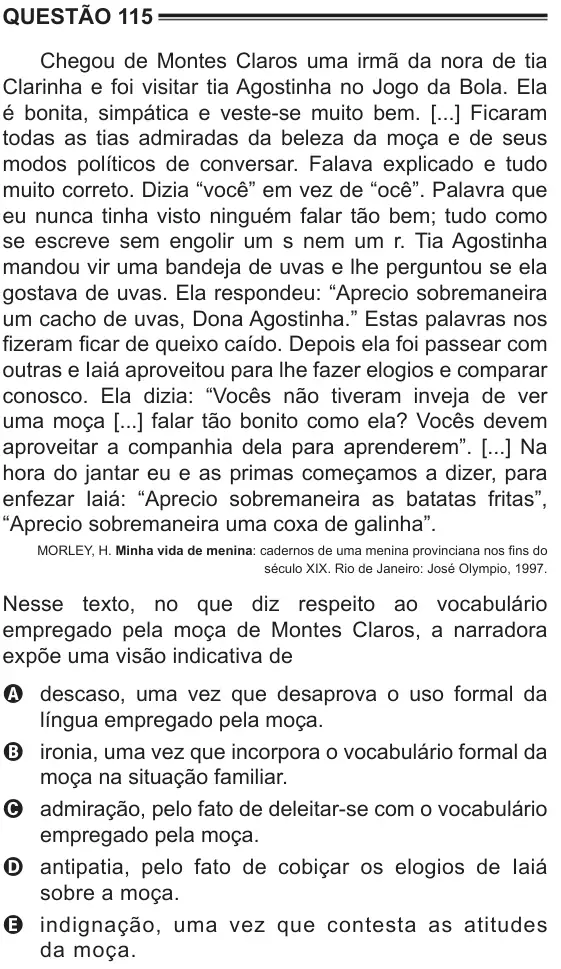 QUESTÃO 115
Chegou de Montes Claros uma irmã da nora de tia
Clarinha e foi visitar tia Agostinha no Jogo da Bola. Ela
é bonita, simpática e veste-se muito bem. [...] Ficaram
todas as tias admiradas da beleza da moça e de seus
modos políticos de conversar. Falava explicado e tudo
muito correto. Dizia “você” em vez de “ocê”. Palavra que
eu nunca tinha visto ninguém falar tão bem; tudo como
se escreve sem engolir um s nem um r. Tia Agostinha
mandou vir uma bandeja de uvas e lhe perguntou se ela
gostava de uvas. Ela respondeu: “Aprecio sobremaneira
um cacho de uvas, Dona Agostinha.” Estas palavras nos
fizeram ficar de queixo caído. Depois ela foi passear com
outras e Iaiá aproveitou para lhe fazer elogios e comparar
conosco. Ela dizia: “Vocês não tiveram inveja de ver
uma moça [...] falar tão bonito como ela? Vocês devem
aproveitar a companhia dela para aprenderem”. [...] Na
hora do jantar eu e as primas começamos a dizer, para
enfezar Iaiá: “Aprecio sobremaneira as batatas fritas”,
“Aprecio sobremaneira uma coxa de galinha”.
MORLEY, H. Minha vida de menina: cadernos de uma menina provinciana nos fins do
século XIX. Rio de Janeiro: José Olympio, 1997.
Nesse texto, no que diz respeito ao vocabulário
empregado pela moça de Montes Claros, a narradora
expõe uma visão indicativa de
A descaso, uma vez que desaprova o uso formal da
língua empregado pela moça.
B ironia, uma vez que incorpora o vocabulário formal da
moça na situação familiar.
C admiração, pelo fato de deleitar-se com o vocabulário
empregado pela moça.
D antipatia, pelo fato de cobiçar os elogios de Iaiá
sobre a moça.
E indignação, uma vez que contesta as atitudes
da moça.